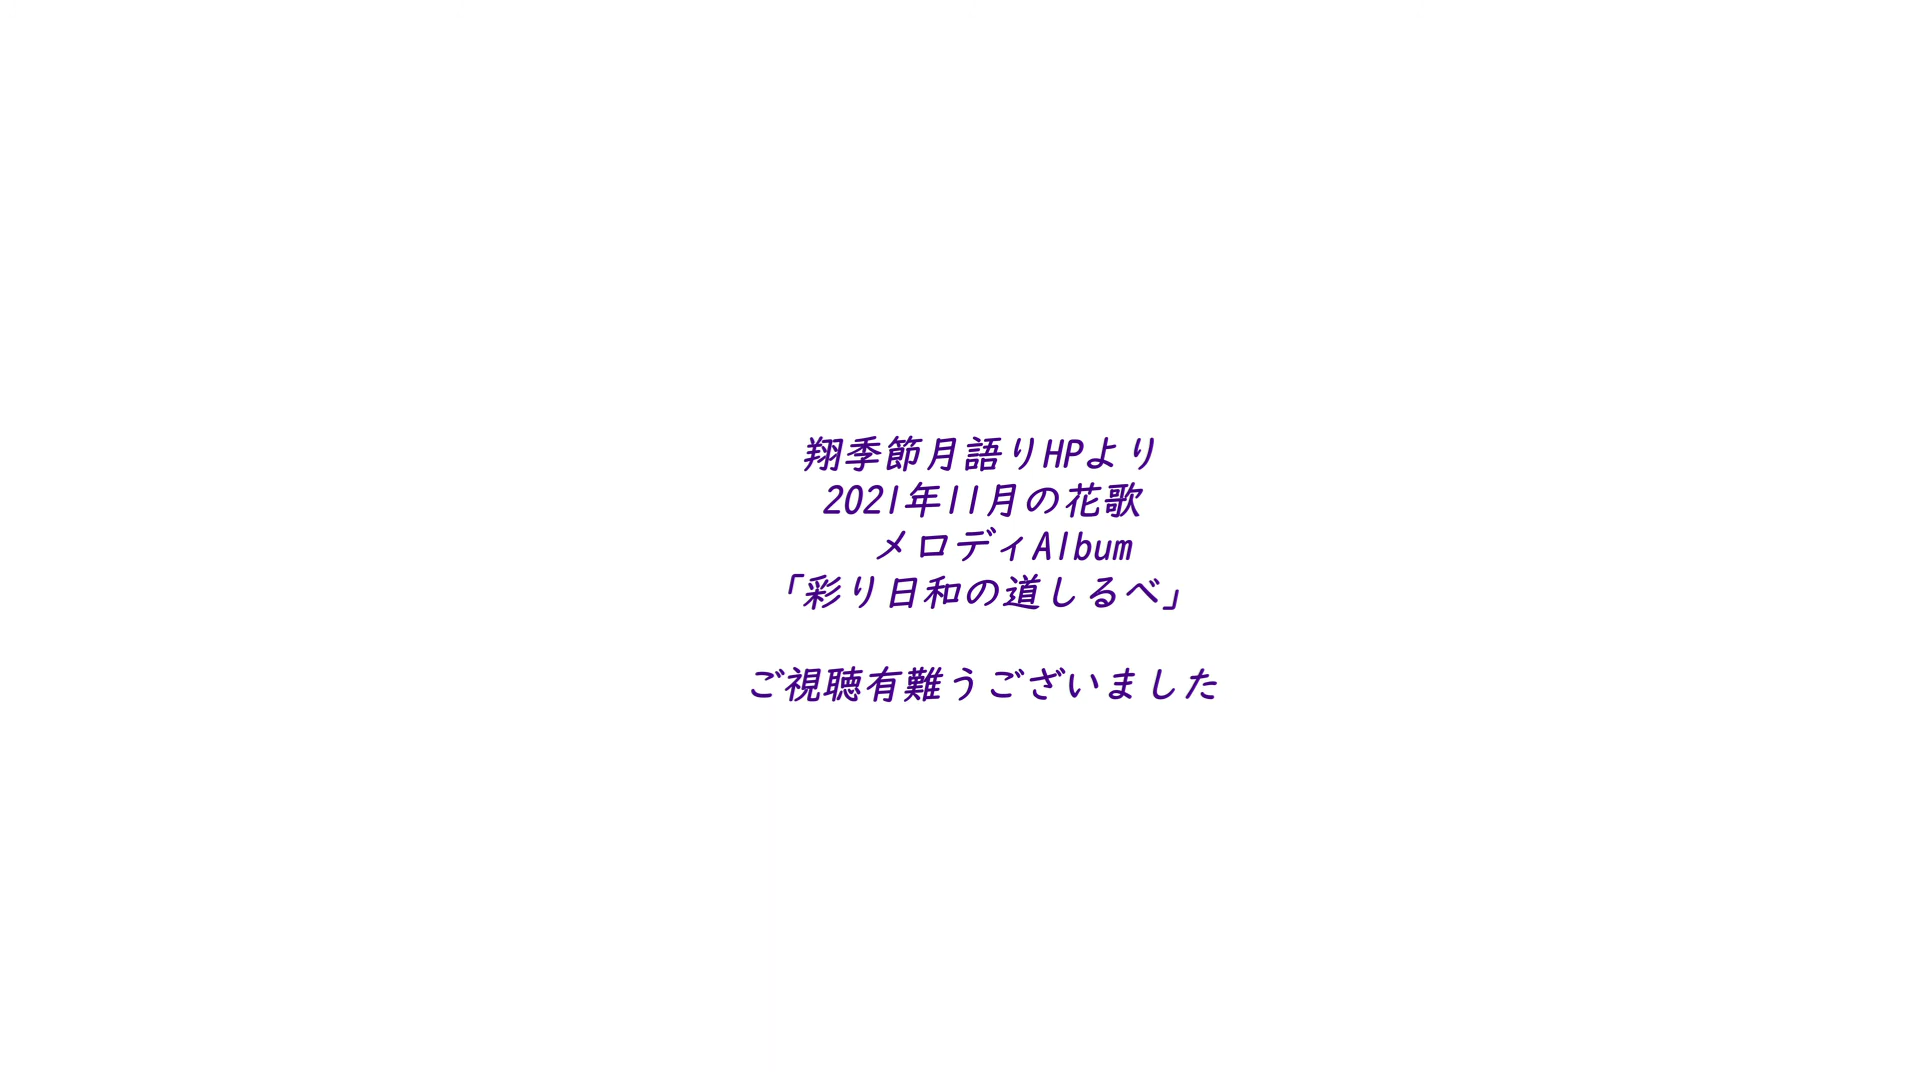 翔季節月語りHPより
2021年11月の花歌
メロディAlbum
「彩り日和の道しるべ」
ご視聴有難うございました